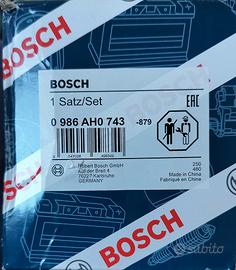 BOSCH
BOSCH
1 Satz/Set
0 986 AH0 743
-879
EAC
Robert Bosch GmbH
Auf der Breit 4
76227 Karlsruhe
GERMANY
250
480
Made in China
Fabriqué en Chine
BOSCH
subito